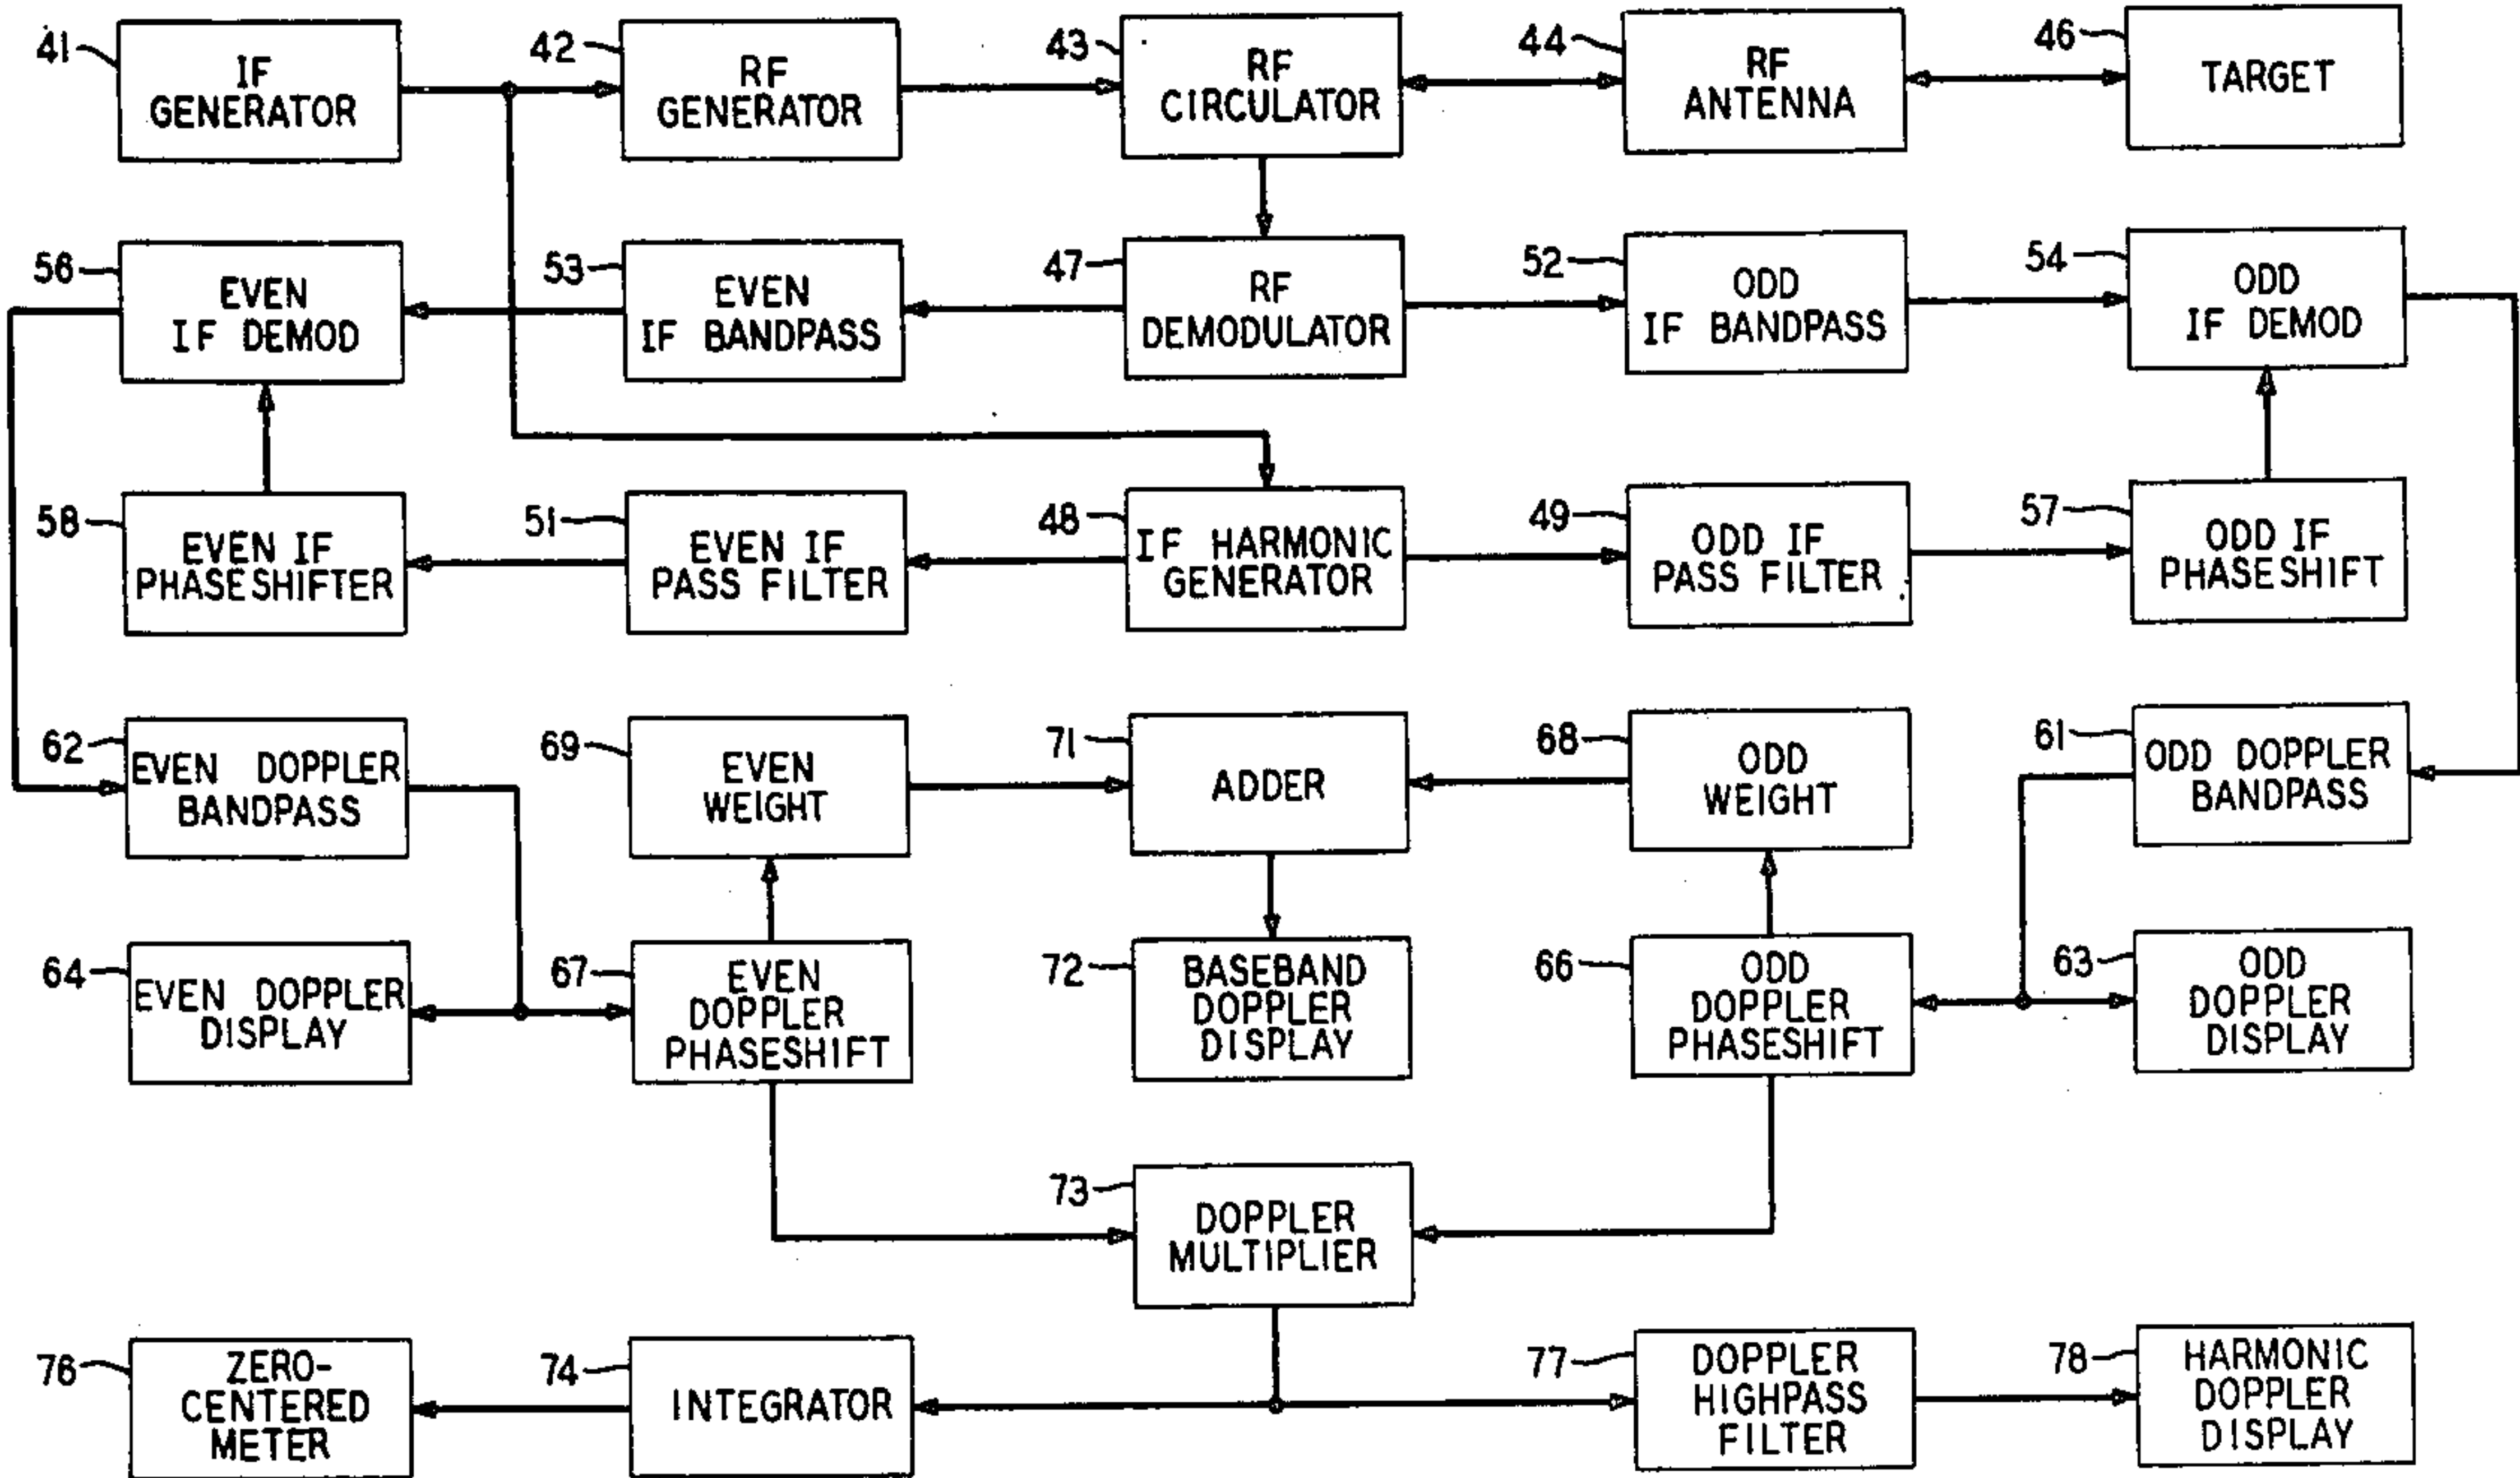 41
IF
GENERATOR
42
RF
GENERATOR
43
RF
CIRCULATOR
44
RF
ANTENNA
46
TARGET
56
EVEN
IF DEMOD
53
EVEN
IF BANDPASS
47
RF
DEMODULATOR
52
ODD
IF BANDPASS
54
ODD
IF DEMOD
58
EVEN IF
PHASESHIFTER
51
EVEN IF
PASS FILTER
48
IF HARMONIC
GENERATOR
49
ODD IF
PASS FILTER
57
ODD IF
PHASESHIFT
62
EVEN DOPPLER
BANDPASS
69
EVEN
WEIGHT
71
ADDER
68
ODD
WEIGHT
61
ODD DOPPLER
BANDPASS
64
EVEN DOPPLER
DISPLAY
67
EVEN
DOPPLER
PHASESHIFT
72
BASEBAND
DOPPLER
DISPLAY
66
ODD
DOPPLER
PHASESHIFT
63
ODD
DOPPLER
DISPLAY
73
DOPPLER
MULTIPLIER
76
ZERO-
CENTERED
METER
74
INTEGRATOR
77
DOPPLER
HIGHPASS
FILTER
78
HARMONIC
DOPPLER
DISPLAY